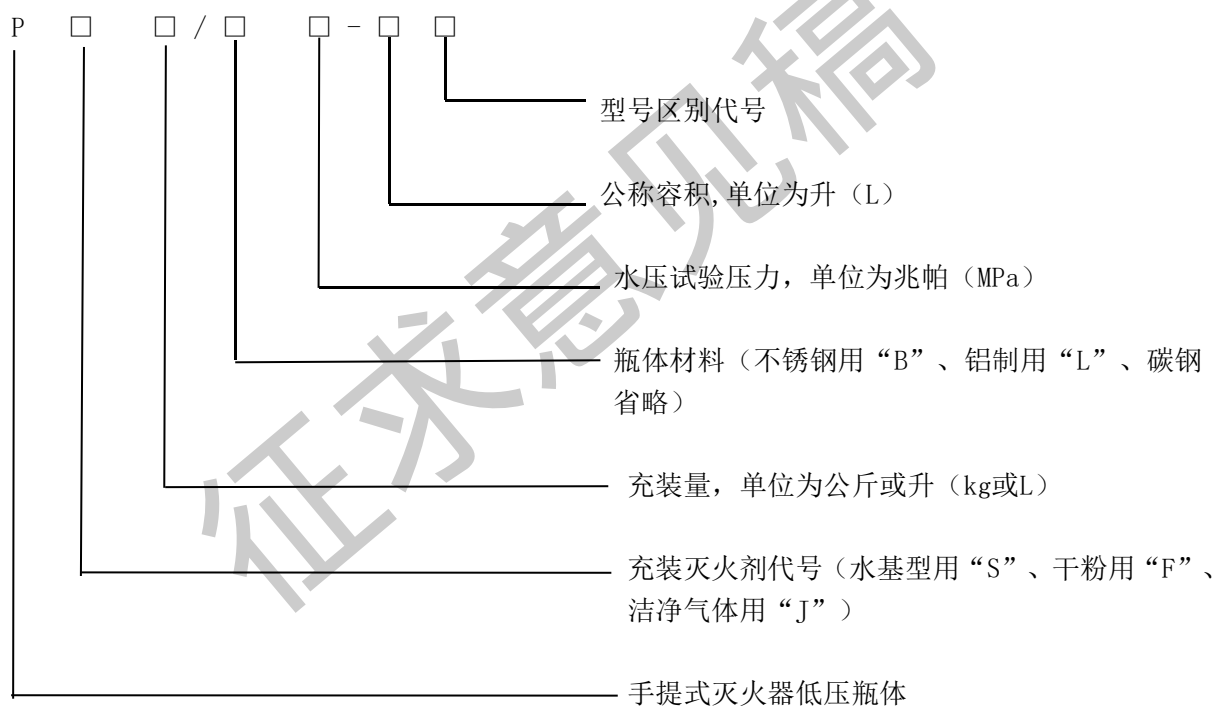 P □ □/□ □-□ □
型号区别代号
公称容积,单位为升（L）
水压试验压力，单位为兆帕（MPa）
瓶体材料（不锈钢用“B”、铝制用“L”、碳钢
省略）
充装量，单位为公斤或升（kg或L）
充装灭火剂代号（水基型用“S”、干粉用“F”、
洁净气体用“J”）
手提式灭火器低压瓶体
征求意见稿